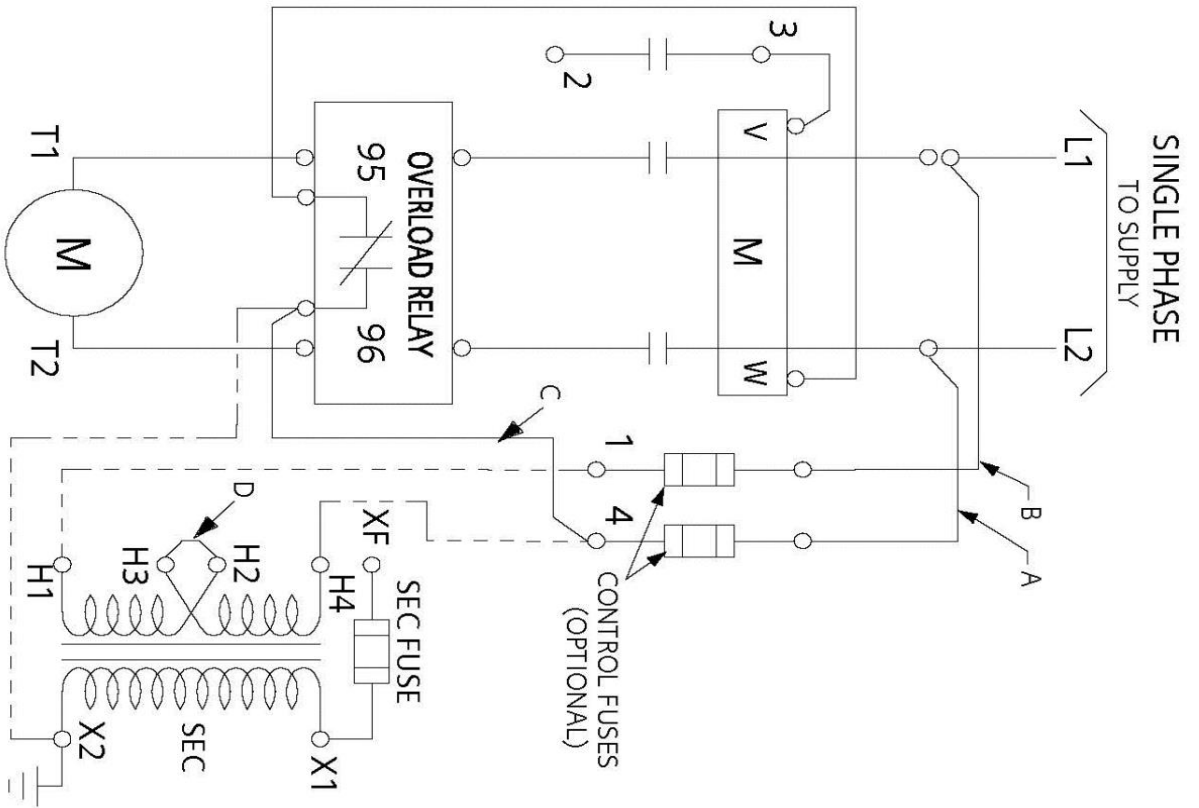 SINGLE PHASE
TO SUPPLY
L1
L2
B
A
3
2
V
M
W
1
4
CONTROL FUSES
(OPTIONAL)
C
OVERLOAD RELAY
95
96
T1
M
T2
D
XF
SEC FUSE
H1
H3
H2
H4
X2
SEC
X1